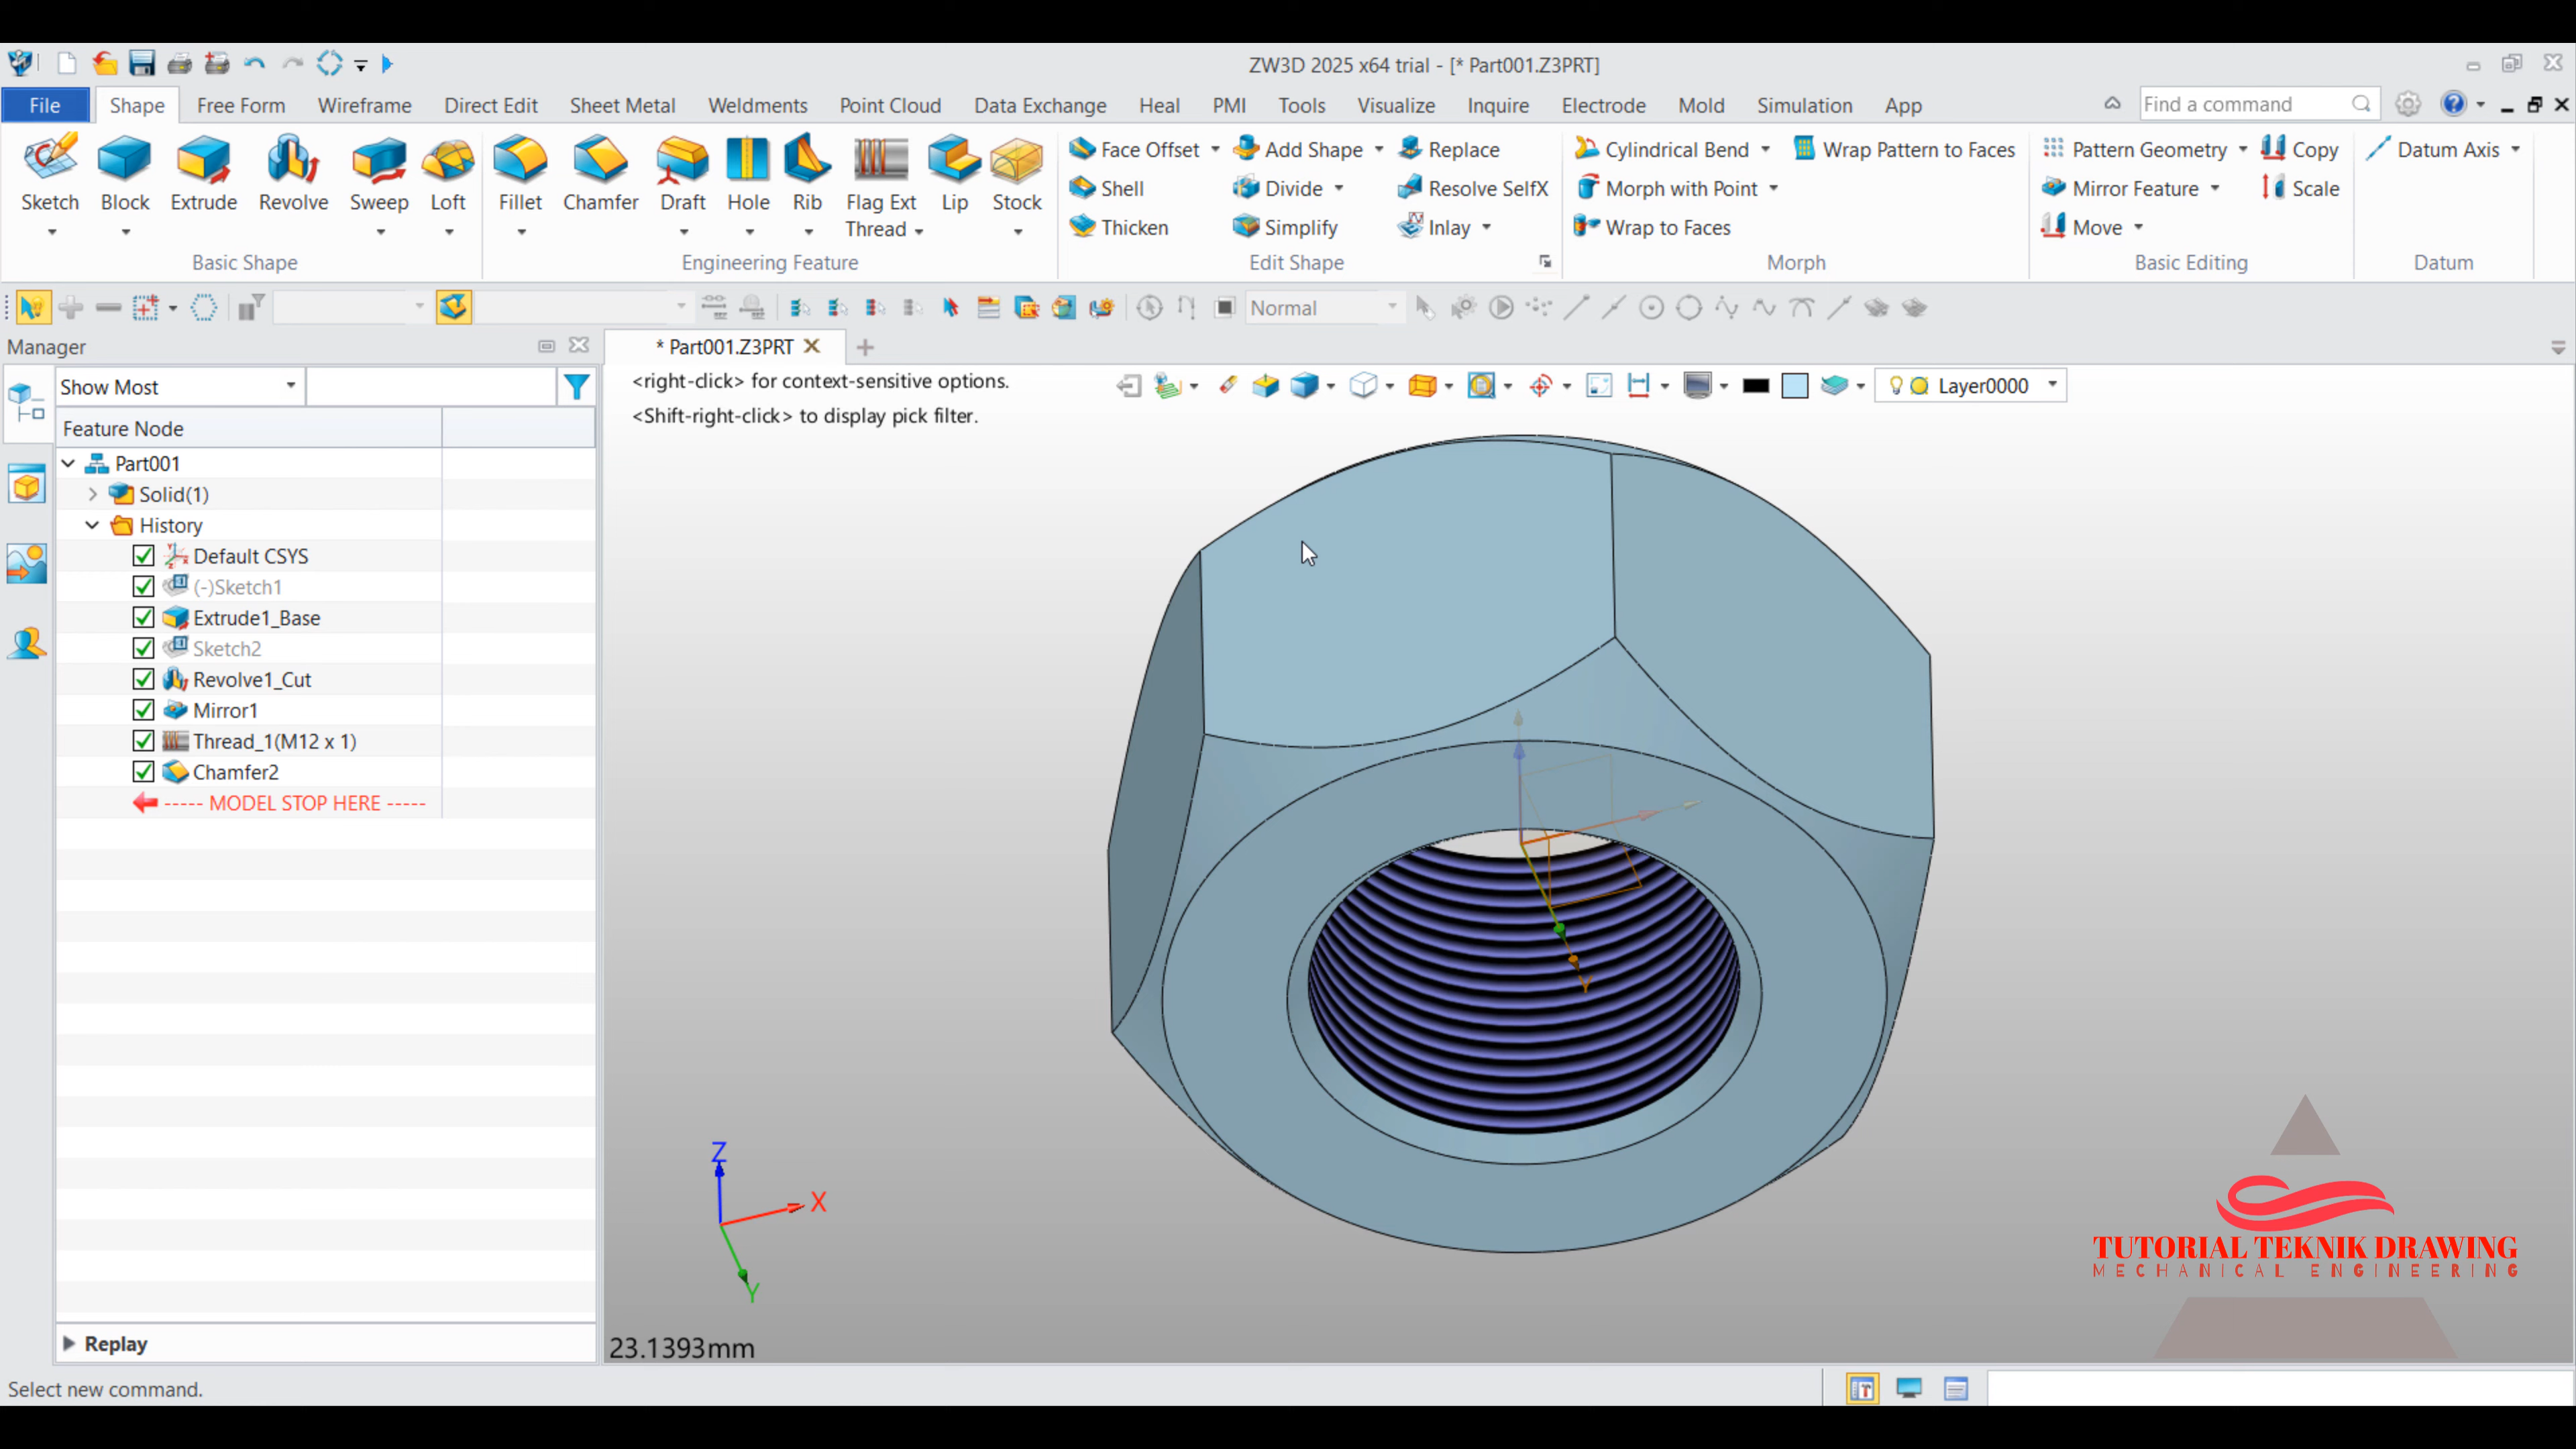 ZW3D 2025 x64 trial - [* Part001.Z3PRT]
File Shape Free Form Wireframe Direct Edit Sheet Metal Weldments Point Cloud Data Exchange Heal PMI Tools Visualize Inquire Electrode Mold Simulation App Find a command
Sketch Block Extrude Revolve Sweep Loft
Basic Shape
Fillet Chamfer Draft Hole Rib Flag Ext Thread Lip Stock
Engineering Feature
Face Offset Add Shape Replace
Shell Divide Resolve SelfX
Thicken Simplify Inlay
Edit Shape
Cylindrical Bend Wrap Pattern to Faces
Morph with Point
Wrap to Faces
Morph
Pattern Geometry Copy
Mirror Feature Scale
Move
Basic Editing
Datum Axis
Datum
Normal
Manager
* Part001.Z3PRT
Show Most
Feature Node
Part001
Solid(1)
History
Default CSYS
(-)Sketch1
Extrude1_Base
Sketch2
Revolve1_Cut
Mirror1
Thread_1(M12 x 1)
Chamfer2
----- MODEL STOP HERE -----
Replay
<right-click> for context-sensitive options.
<Shift-right-click> to display pick filter.
Layer0000
Y
Z
X
Y
23.1393mm
TUTORIAL TEKNIK DRAWING
MECHANICAL ENGINEERING
Select new command.